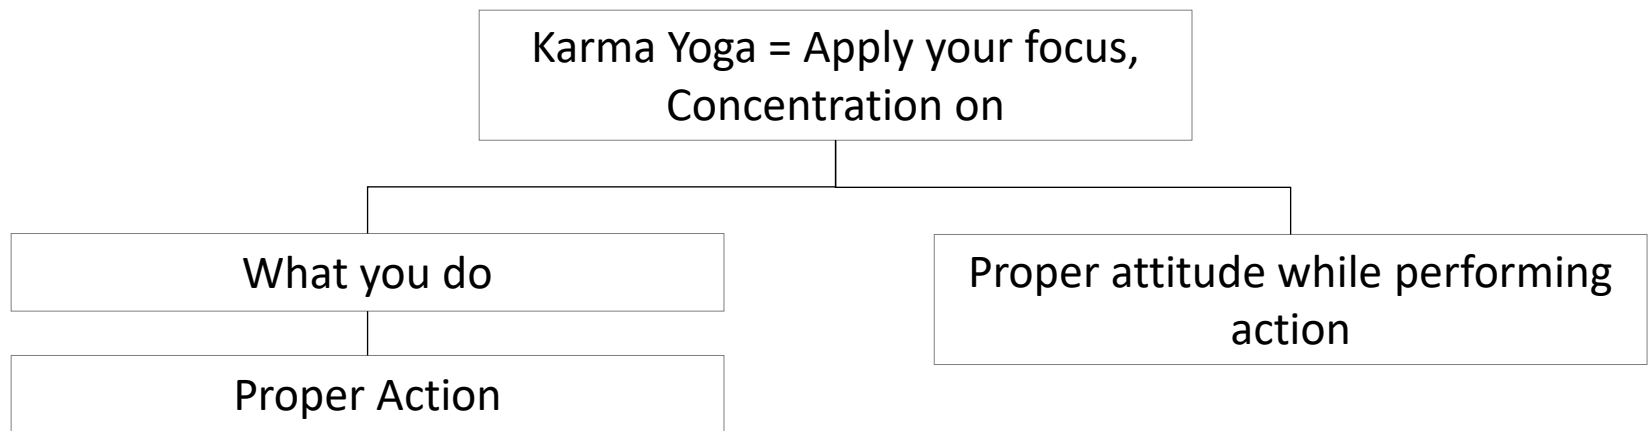 Karma Yoga = Apply your focus,
Concentration on
What you do
Proper attitude while performing
action
Proper Action